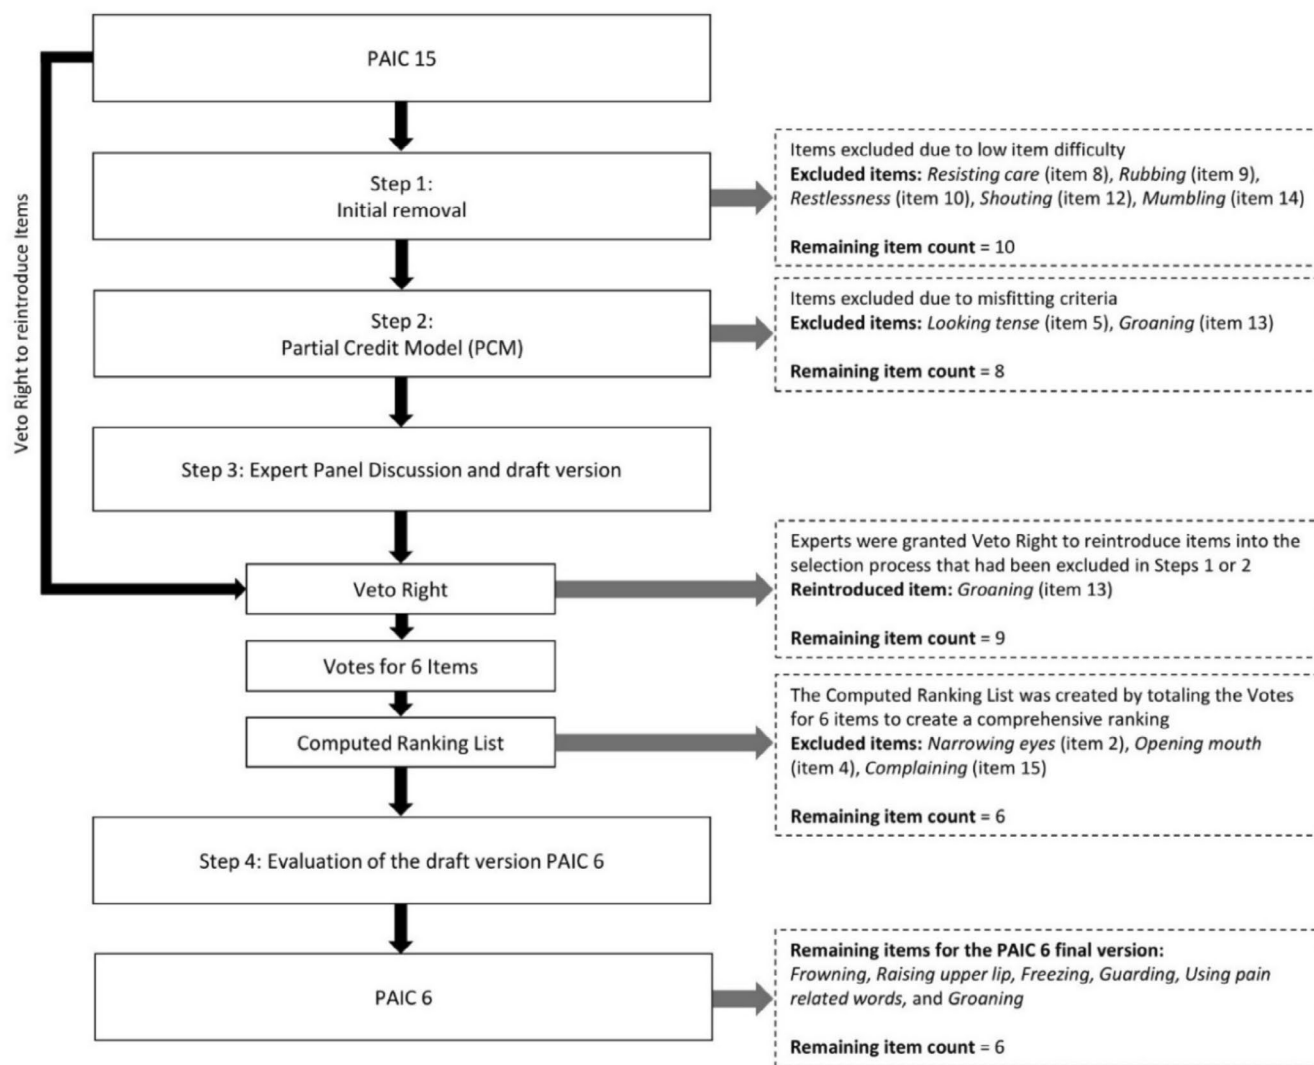 PAIC 15
Veto Right to reintroduce Items
Step 1:
Initial removal
Items excluded due to low item difficulty
Excluded items: Resisting care (item 8), Rubbing (item 9),
Restlessness (item 10), Shouting (item 12), Mumbling (item 14)
Remaining item count = 10
Step 2:
Partial Credit Model (PCM)
Items excluded due to misfitting criteria
Excluded items: Looking tense (item 5), Groaning (item 13)
Remaining item count = 8
Step 3: Expert Panel Discussion and draft version
Veto Right
Experts were granted Veto Right to reintroduce items into the
selection process that had been excluded in Steps 1 or 2
Reintroduced item: Groaning (item 13)
Remaining item count = 9
Votes for 6 Items
Computed Ranking List
The Computed Ranking List was created by totaling the Votes
for 6 items to create a comprehensive ranking
Excluded items: Narrowing eyes (item 2), Opening mouth
(item 4), Complaining (item 15)
Remaining item count = 6
Step 4: Evaluation of the draft version PAIC 6
PAIC 6
Remaining items for the PAIC 6 final version:
Frowning, Raising upper lip, Freezing, Guarding, Using pain
related words, and Groaning
Remaining item count = 6